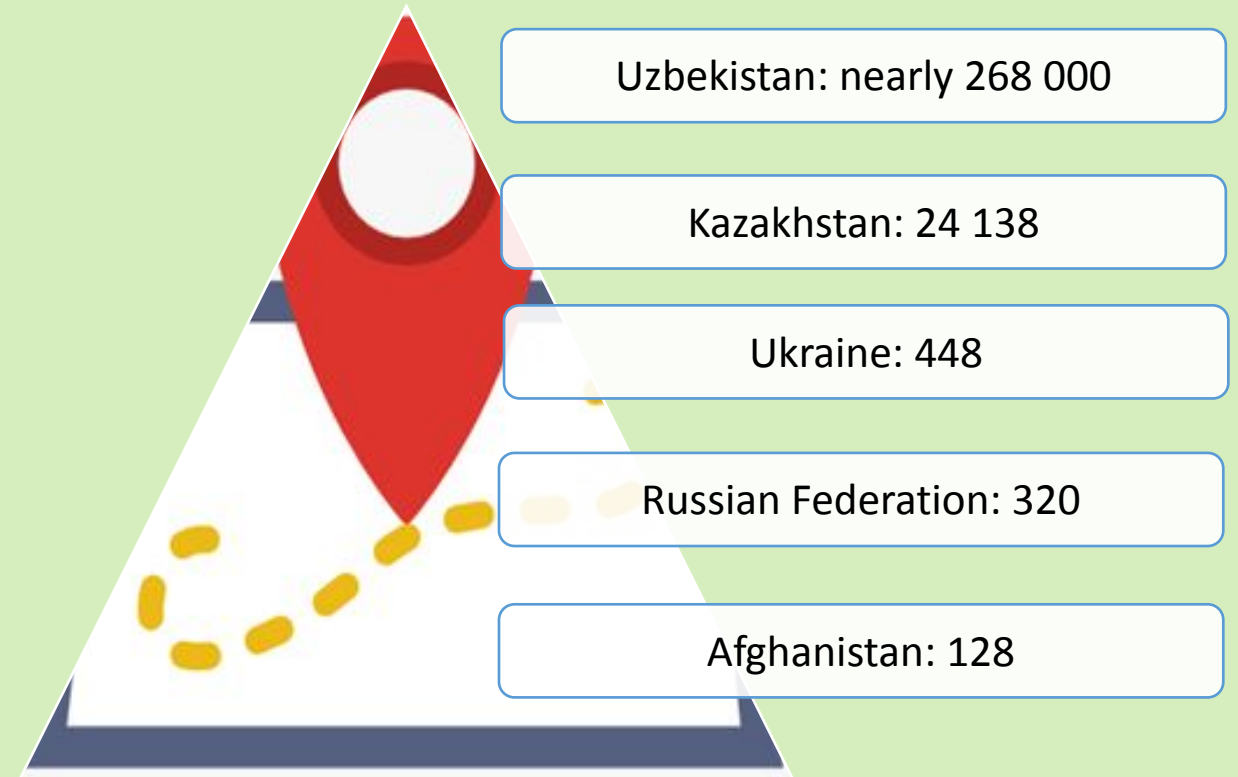 Uzbekistan: nearly 268 000
Kazakhstan: 24 138
Ukraine: 448
Russian Federation: 320
Afghanistan: 128